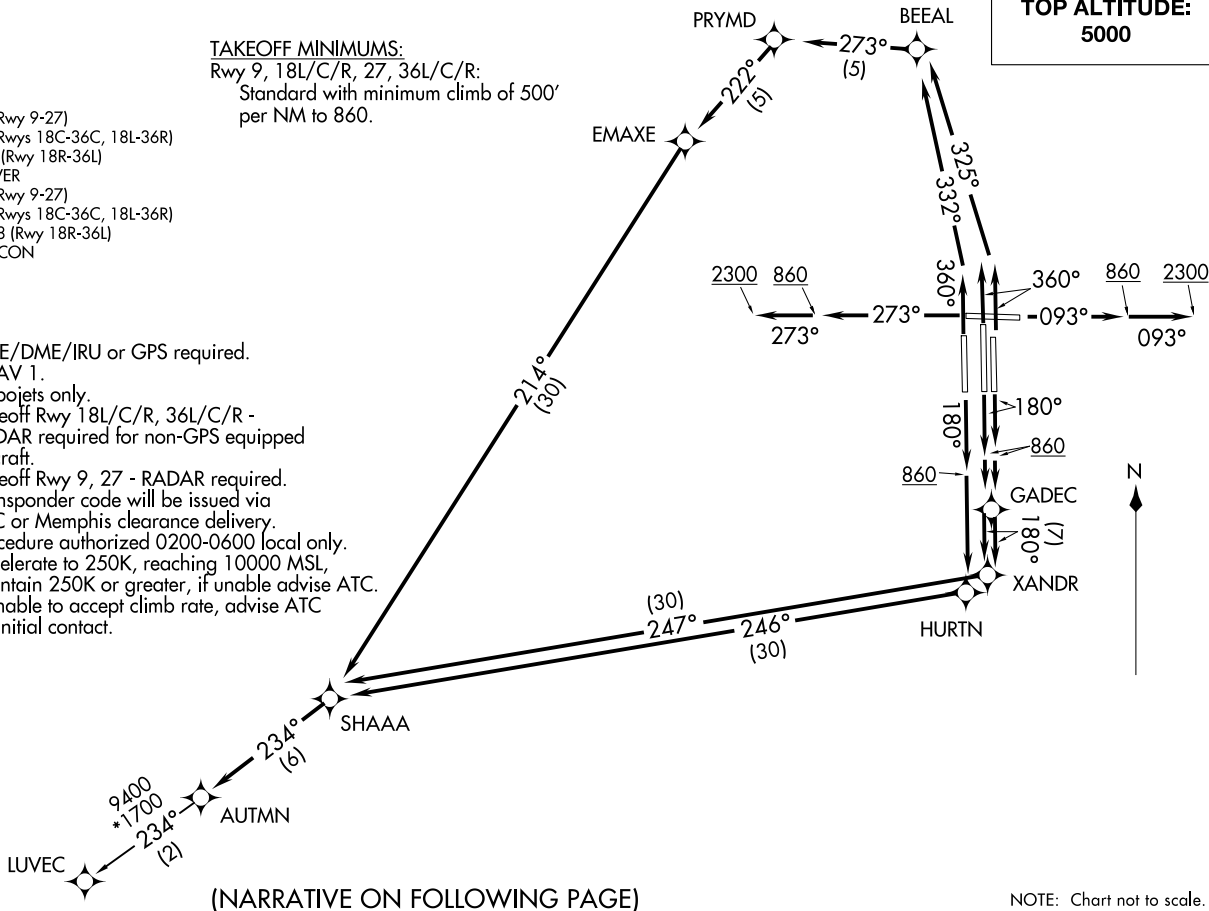 TOP ALTITUDE:
5000
TAKEOFF MINIMUMS:
Rwy 9, 18L/C/R, 27, 36L/C/R:
Standard with minimum climb of 500'
per NM to 860.
Rwy 9-27)
Rwys 18C-36C, 18L-36R)
(Rwy 18R-36L)
VER
Rwy 9-27)
Rwys 18C-36C, 18L-36R)
3 (Rwy 18R-36L)
CON
E/DME/IRU or GPS required.
AV 1.
bojets only.
eoff Rwy 18L/C/R, 36L/C/R -
DAR required for non-GPS equipped
craft.
eoff Rwy 9, 27 - RADAR required.
nsponder code will be issued via
C or Memphis clearance delivery.
cedure authorized 0200-0600 local only.
celerate to 250K, reaching 10000 MSL,
ntain 250K or greater, if unable advise ATC.
nable to accept climb rate, advise ATC
initial contact.
PRYMD
BEEAL
273°
(5)
222°
(5)
EMAXE
325°
332°
214°
(30)
2300
860
273°
273°
360°
360°
860
2300
093°
093°
180°
180°
860
860
GADEC
(7)
180°
N
XANDR
HURTN
(30)
247°
246°
(30)
SHAAA
234°
(6)
AUTMN
9400
*1700
234°
(2)
LUVEC
(NARRATIVE ON FOLLOWING PAGE)
NOTE: Chart not to scale.